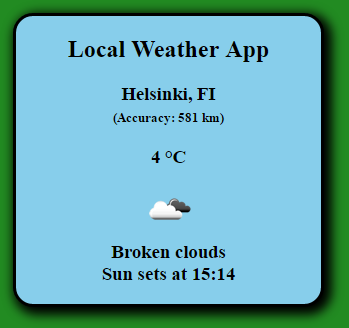 Local Weather App
Helsinki, FI
(Accuracy: 581 km)
4 °C
Broken clouds
Sun sets at 15:14